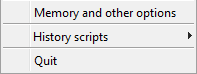 Memory and other options
History scripts
Quit